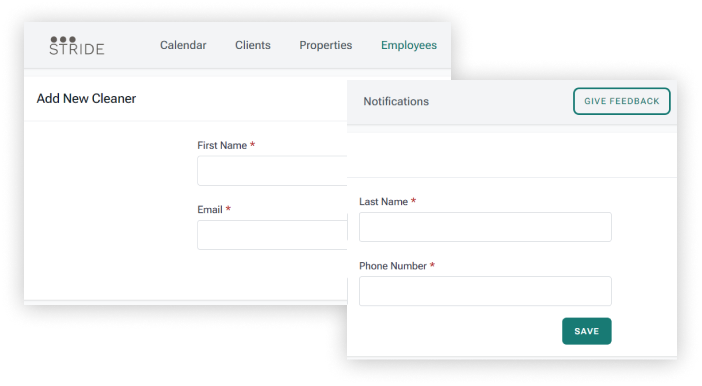 STRIDE
Calendar Clients Properties Employees
Add New Cleaner
First Name *
Email *
Notifications
GIVE FEEDBACK
Last Name *
Phone Number *
SAVE